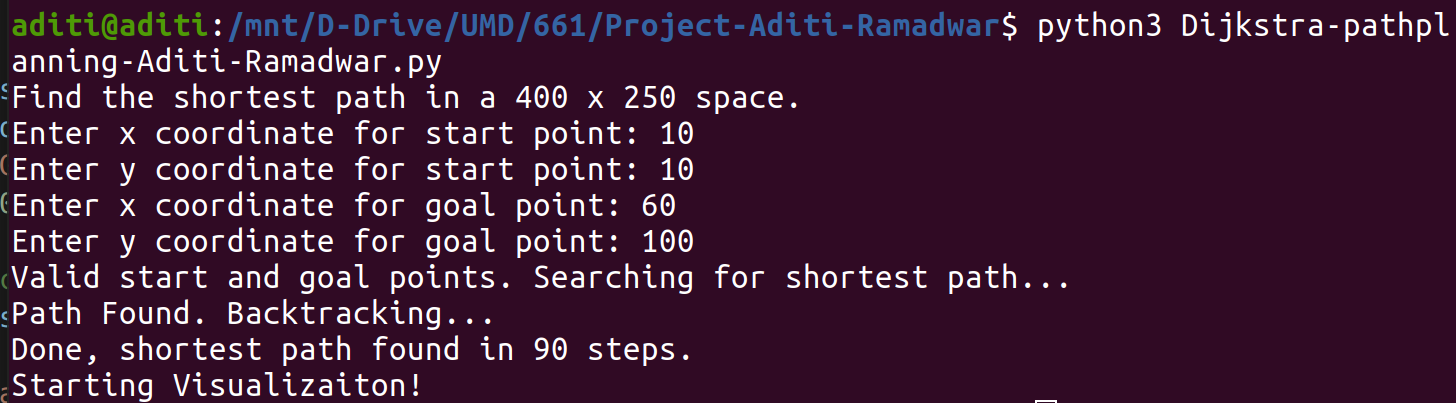 aditi@aditi:/mnt/D-Drive/UMD/661/Project-Aditi-Ramadwar$ python3 Dijkstra-pathpl
anning-Aditi-Ramadwar.py
Find the shortest path in a 400 x 250 space.
Enter x coordinate for start point: 10
Enter y coordinate for start point: 10
Enter x coordinate for goal point: 60
Enter y coordinate for goal point: 100
Valid start and goal points. Searching for shortest path...
Path Found. Backtracking...
Done, shortest path found in 90 steps.
Starting Visualizaiton!